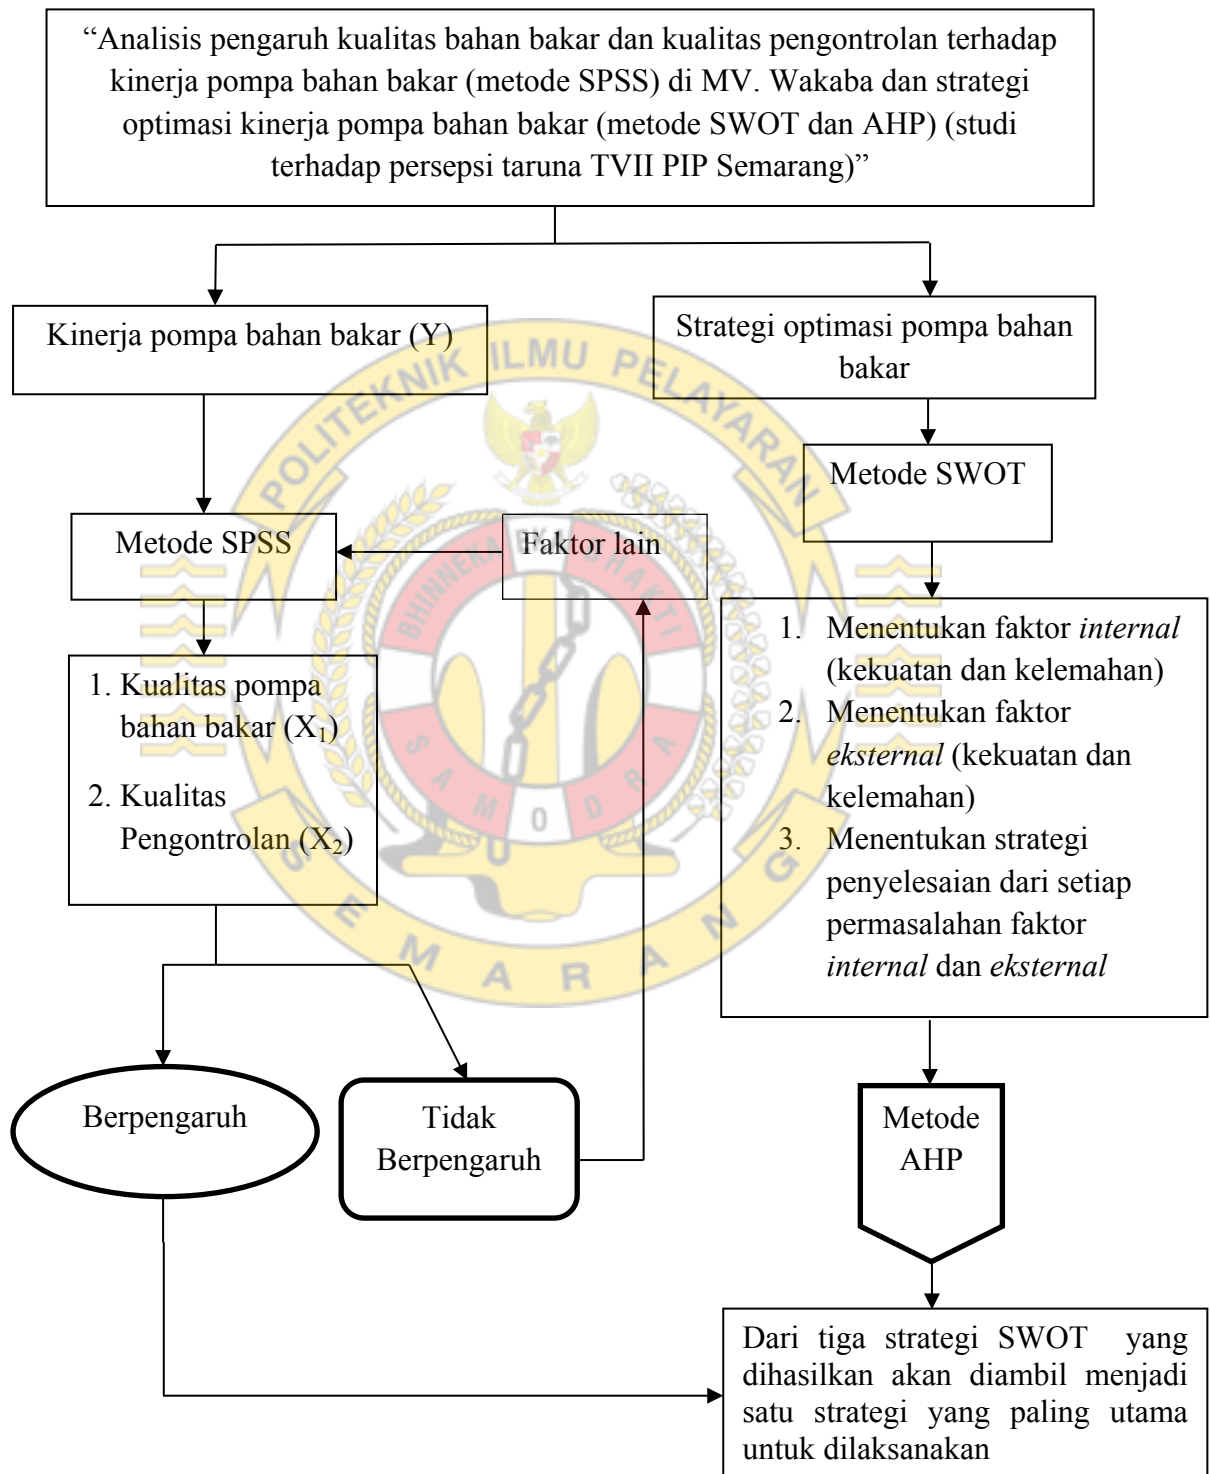 “Analisis pengaruh kualitas bahan bakar dan kualitas pengontrolan terhadap
kinerja pompa bahan bakar (metode SPSS) di MV. Wakaba dan strategi
optimasi kinerja pompa bahan bakar (metode SWOT dan AHP) (studi
terhadap persepsi taruna TVII PIP Semarang)”
Kinerja pompa bahan bakar (Y)
Strategi optimasi pompa bahan
bakar
POLITEKNIK ILMU PELAYARAN
Metode SWOT
Metode SPSS
Faktor lain
BHINNEKA BHAKTI
SAMODRA
1. Kualitas pompa
bahan bakar (X₁)
2. Kualitas
Pengontrolan (X₂)
1. Menentukan faktor internal
(kekuatan dan kelemahan)
2. Menentukan faktor
eksternal (kekuatan dan
kelemahan)
3. Menentukan strategi
penyelesaian dari setiap
permasalahan faktor
internal dan eksternal
SEMARANG
Berpengaruh
Tidak
Berpengaruh
Metode
AHP
Dari tiga strategi SWOT yang
dihasilkan akan diambil menjadi
satu strategi yang paling utama
untuk dilaksanakan